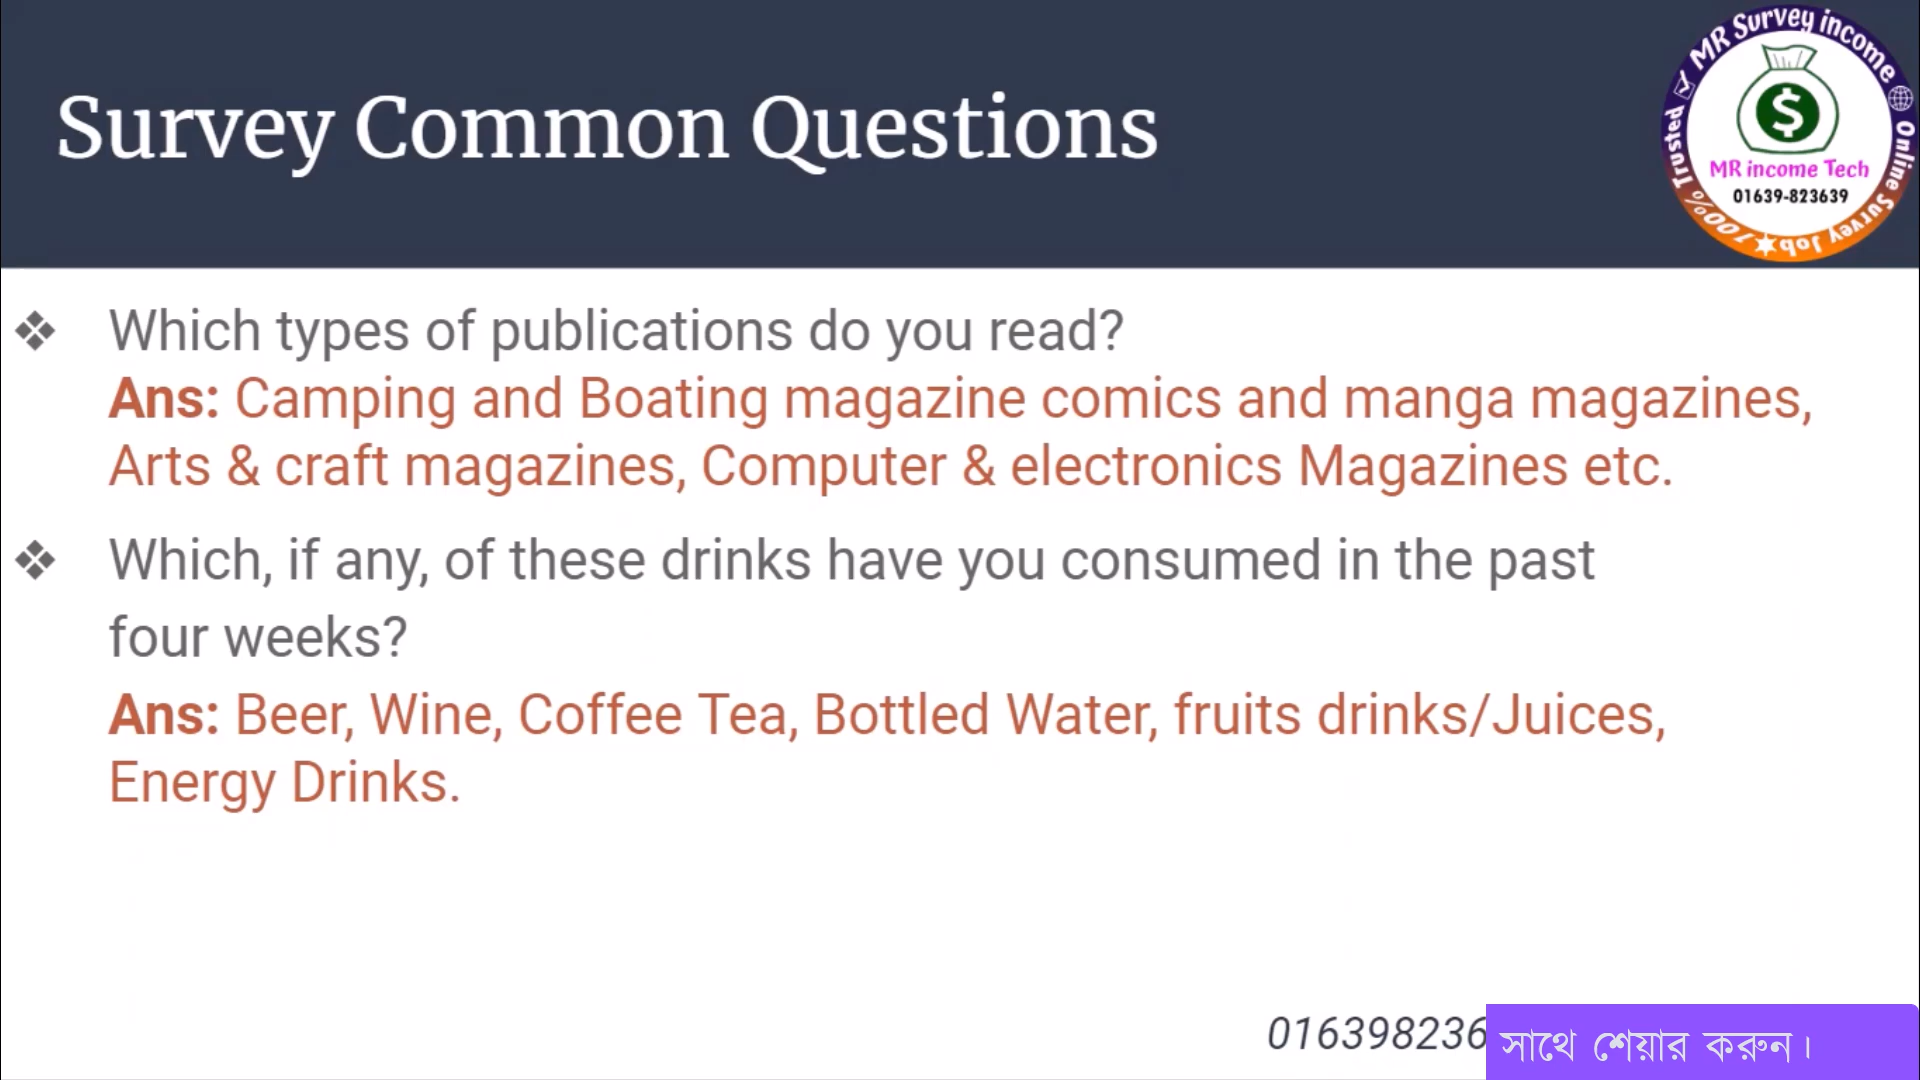 Survey Common Questions
MR Survey income
Online Survey Job
100% Trusted
$
MR income Tech
01639-823639
❖ Which types of publications do you read?
Ans: Camping and Boating magazine comics and manga magazines,
Arts & craft magazines, Computer & electronics Magazines etc.
❖ Which, if any, of these drinks have you consumed in the past
four weeks?
Ans: Beer, Wine, Coffee Tea, Bottled Water, fruits drinks/Juices,
Energy Drinks.
016398236
সাথে শেয়ার করুন।